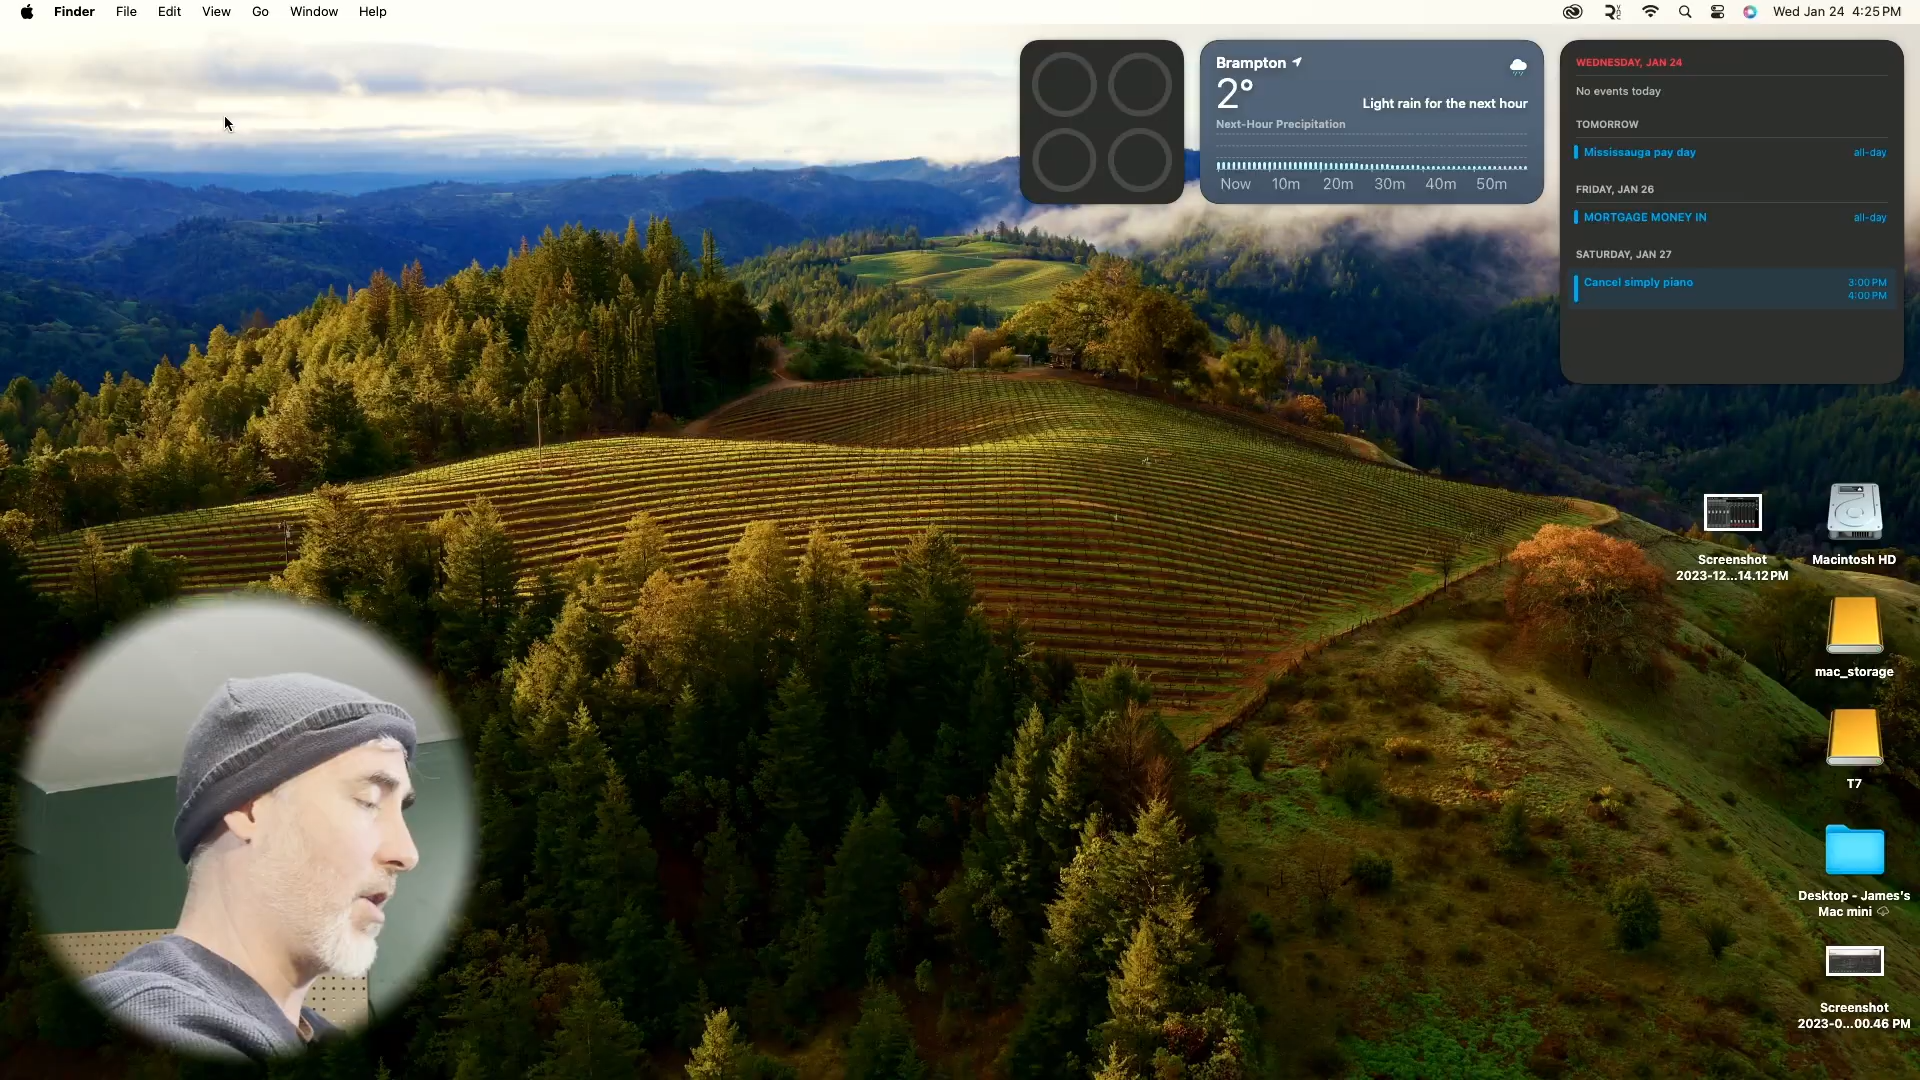 Finder File Edit View Go Window Help
Wed Jan 24 4:25 PM
Brampton
2°
Light rain for the next hour
Next-Hour Precipitation
Now 10m 20m 30m 40m 50m
WEDNESDAY, JAN 24
No events today
TOMORROW
Mississauga pay day all-day
FRIDAY, JAN 26
MORTGAGE MONEY IN all-day
SATURDAY, JAN 27
Cancel simply piano 3:00 PM
4:00 PM
Screenshot
2023-12...14.12 PM
Macintosh HD
mac_storage
T7
Desktop - James's
Mac mini
Screenshot
2023-0...00.46 PM